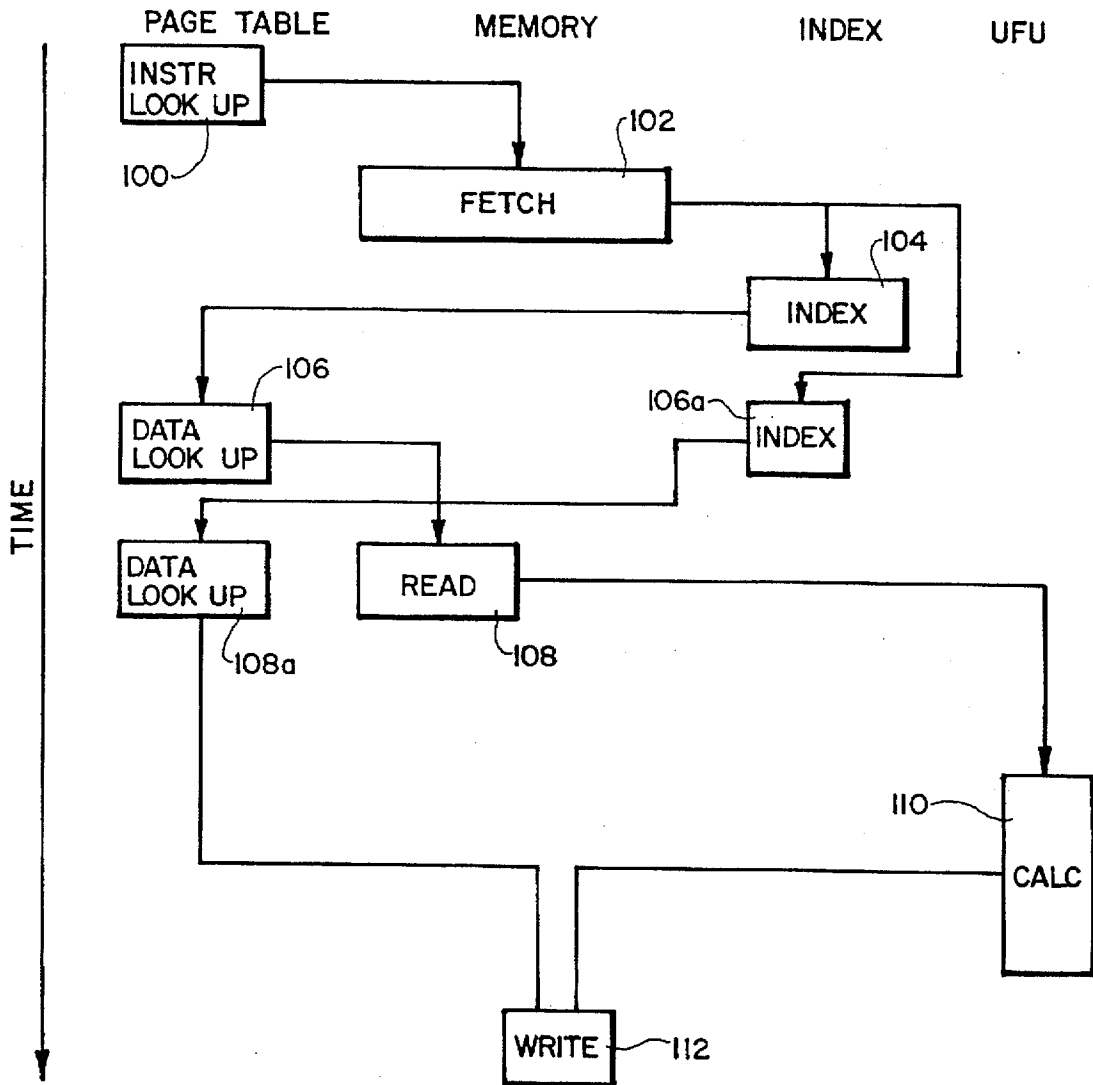 PAGE TABLE MEMORY INDEX UFU
INSTR
LOOK UP
100
102
FETCH
104
INDEX
106
DATA
LOOK UP
106a
INDEX
TIME
DATA
LOOK UP
108a
READ
108
110
CALC
WRITE
112